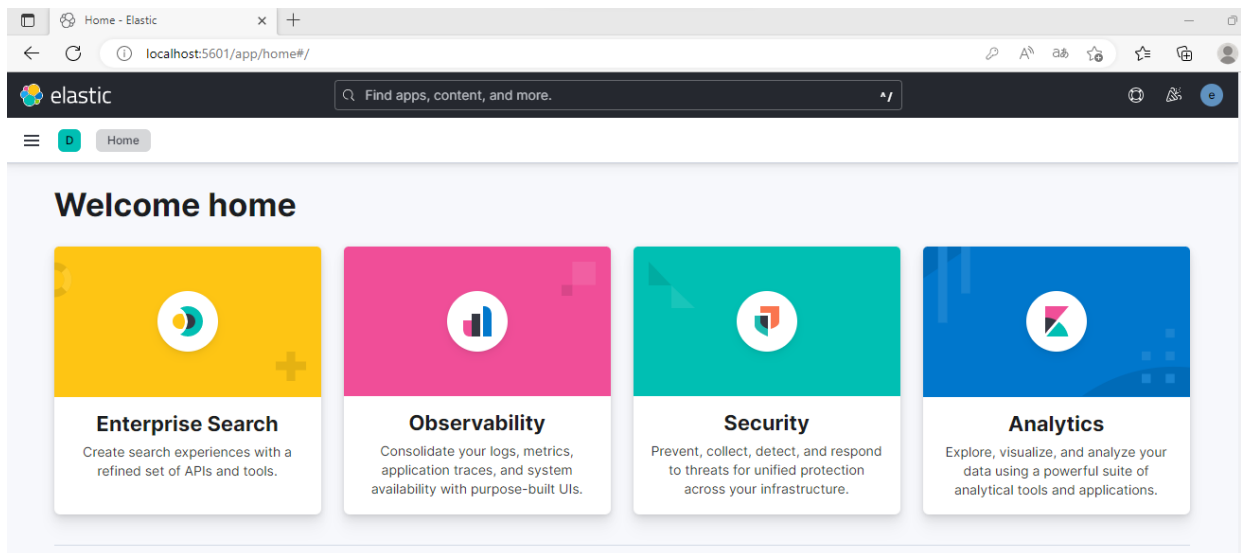 Home - Elastic
localhost:5601/app/home#/
elastic
Find apps, content, and more.
^/
e
D
Home
Welcome home
Enterprise Search
Create search experiences with a
refined set of APIs and tools.
Observability
Consolidate your logs, metrics,
application traces, and system
availability with purpose-built UIs.
Security
Prevent, collect, detect, and respond
to threats for unified protection
across your infrastructure.
Analytics
Explore, visualize, and analyze your
data using a powerful suite of
analytical tools and applications.